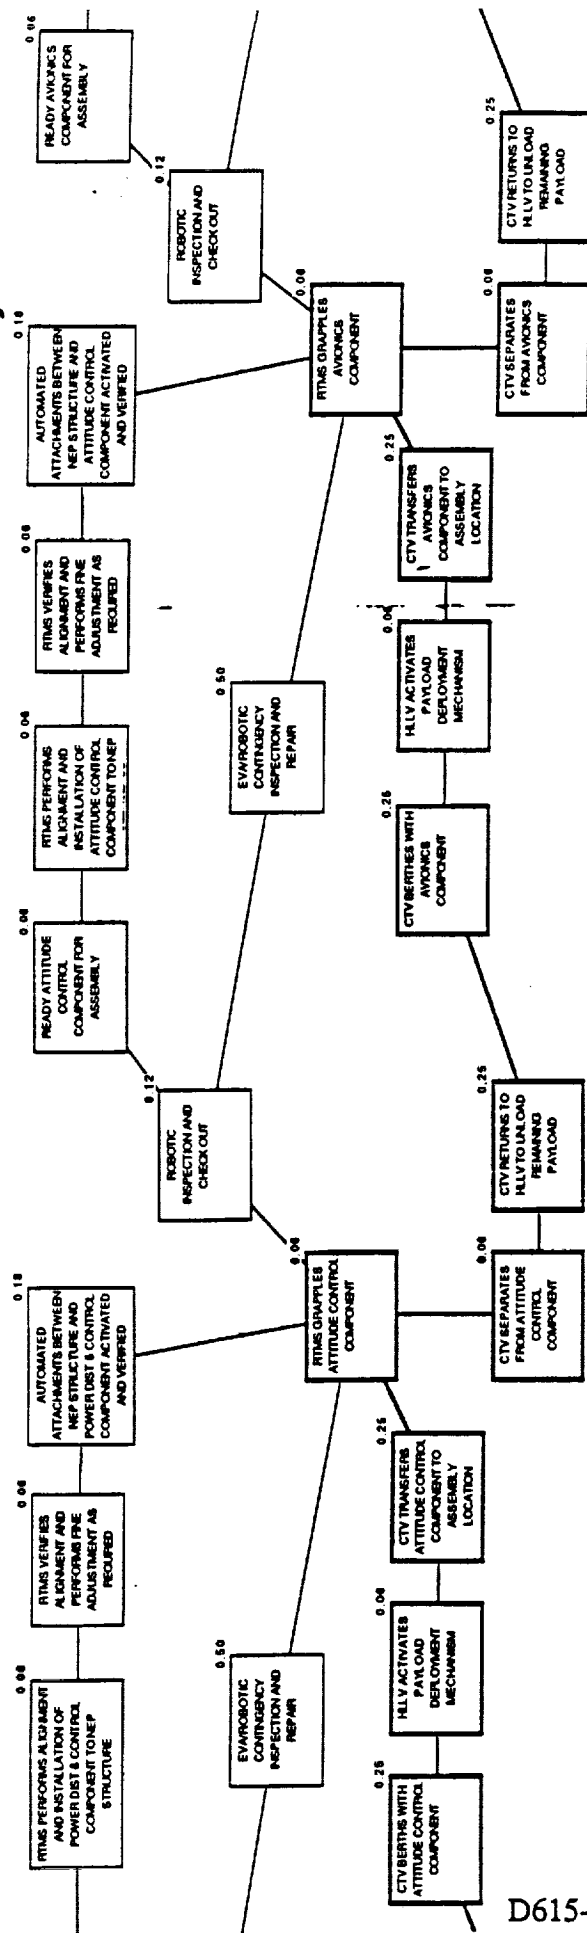 0.06
RTMS PERFORMS ALIGNMENT
AND INSTALLATION OF
POWER DIST & CONTROL
COMPONENT TO NEP
STRUCTURE
0.06
RTMS VERIFIES
ALIGNMENT AND
PERFORMS FINE
ADJUSTMENT AS
REQUIRED
0.18
AUTOMATED
ATTACHMENTS BETWEEN
NEP STRUCTURE AND
POWER DIST & CONTROL
COMPONENT ACTIVATED
AND VERIFIED
0.06
READY ATTITUDE
CONTROL
COMPONENT FOR
ASSEMBLY
0.06
RTMS PERFORMS
ALIGNMENT AND
INSTALLATION OF
ATTITUDE CONTROL
COMPONENT TO NEP
0.06
RTMS VERIFIES
ALIGNMENT AND
PERFORMS FINE
ADJUSTMENT AS
REQUIRED
0.18
AUTOMATED
ATTACHMENTS BETWEEN
NEP STRUCTURE AND
ATTITUDE CONTROL
COMPONENT ACTIVATED
AND VERIFIED
0.06
READY AVIONICS
COMPONENT FOR
ASSEMBLY
0.50
EVA/ROBOTIC
CONTINGENCY
INSPECTION AND
REPAIR
0.12
ROBOTIC
INSPECTION AND
CHECK OUT
0.50
EVA/ROBOTIC
CONTINGENCY
INSPECTION AND
REPAIR
0.12
ROBOTIC
INSPECTION AND
CHECK OUT
0.06
RTMS GRAPPLES
ATTITUDE CONTROL
COMPONENT
0.06
RTMS GRAPPLES
AVIONICS
COMPONENT
0.25
CTV BERTHS WITH
ATTITUDE CONTROL
COMPONENT
0.06
HLLV ACTIVATES
PAYLOAD
DEPLOYMENT
MECHANISM
0.25
CTV TRANSFERS
ATTITUDE CONTROL
COMPONENT TO
ASSEMBLY
LOCATION
0.25
CTV BERTHES WITH
AVIONICS
COMPONENT
0.06
HLLV ACTIVATES
PAYLOAD
DEPLOYMENT
MECHANISM
0.25
CTV TRANSFERS
AVIONICS
COMPONENT TO
ASSEMBLY
LOCATION
0.06
CTV SEPARATES
FROM ATTITUDE
CONTROL
COMPONENT
0.25
CTV RETURNS TO
HLLV TO UNLOAD
REMAINING
PAYLOAD
0.06
CTV SEPARATES
FROM AVIONICS
COMPONENT
0.25
CTV RETURNS TO
HLLV TO UNLOAD
REMAINING
PAYLOAD
D615-